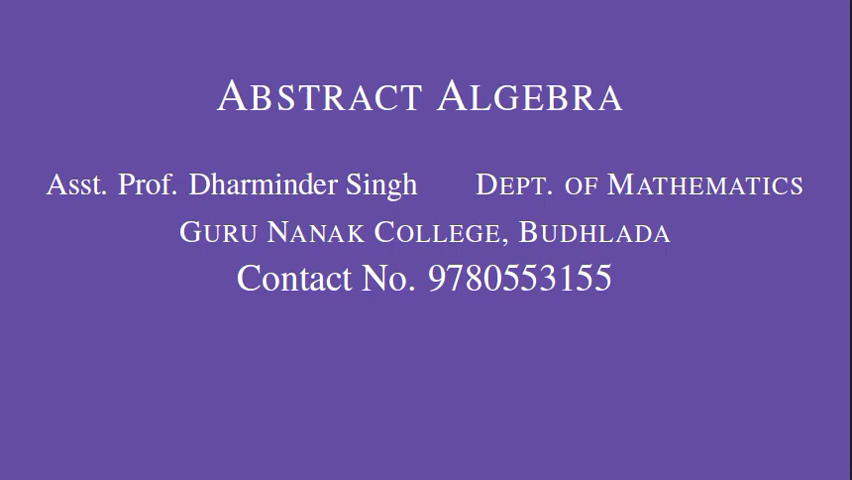 ABSTRACT ALGEBRA
Asst. Prof. Dharminder Singh DEPT. OF MATHEMATICS
GURU NANAK COLLEGE, BUDHLADA
Contact No. 9780553155